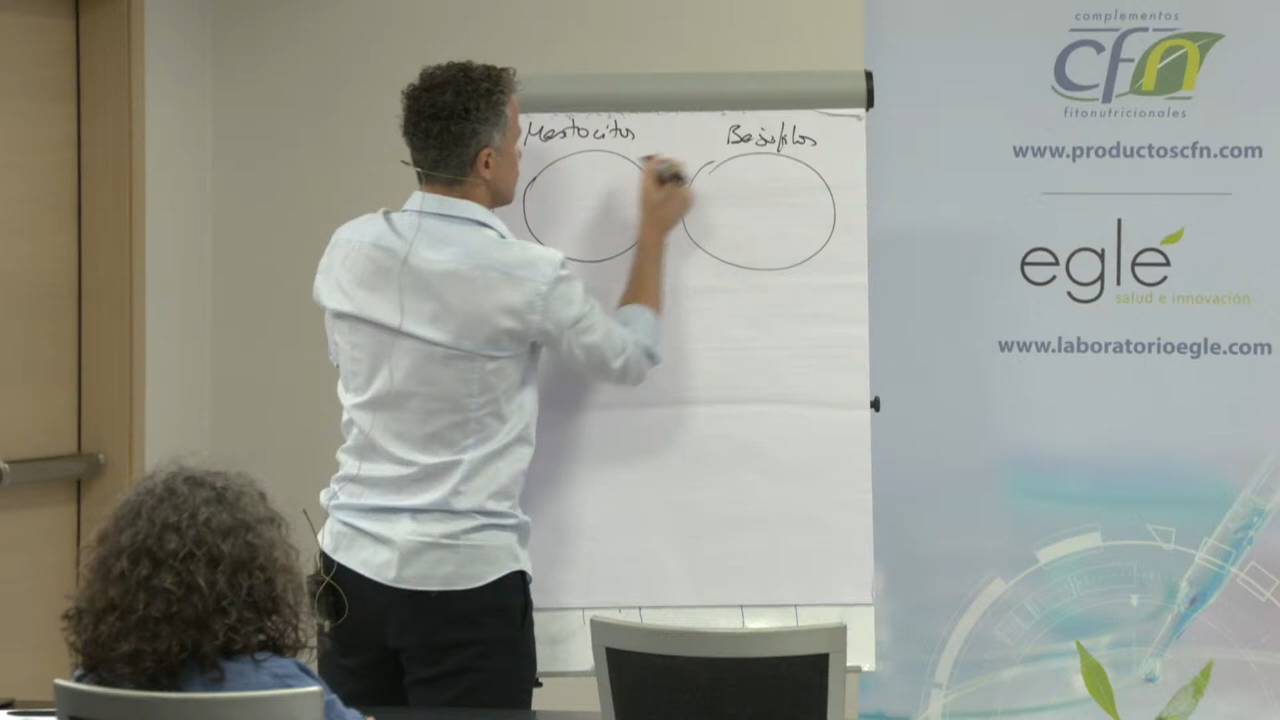 Mastocitos
Basófilos
complementos
cfn
fitonutricionales
www.productoscfn.com
eglé
salud e innovación
www.laboratorioegle.com